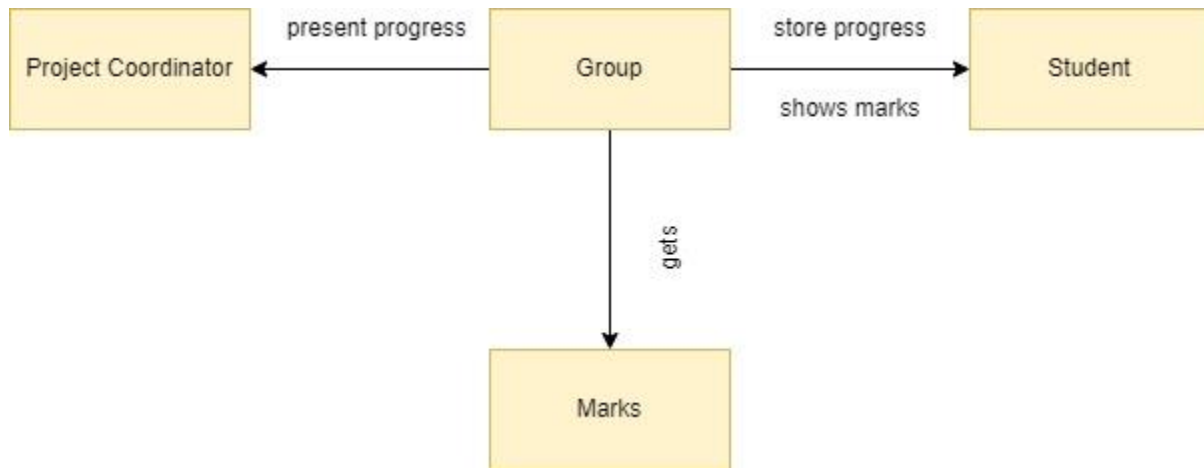 present progress
store progress
Project Coordinator
Group
Student
shows marks
gets
Marks